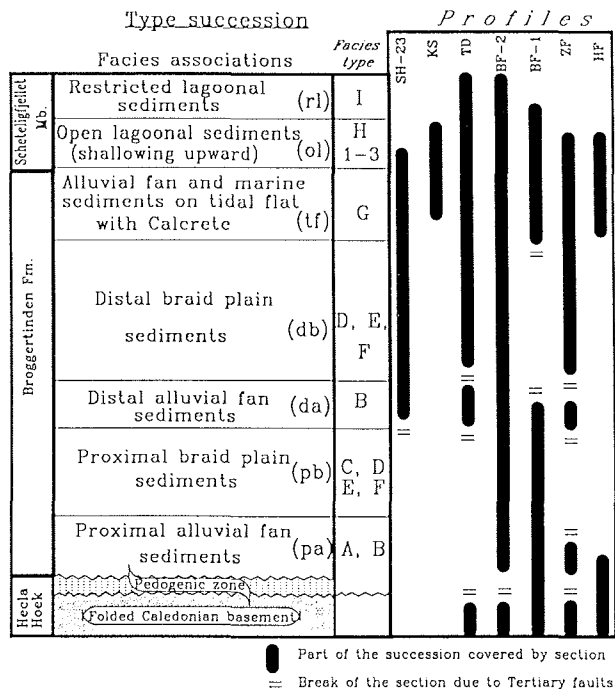 Type succession
Profiles
Facies associations
Facies type
SH-23
KS
TD
BF-2
BF-1
ZF
HF
Scheteligfjellet Mb.
Restricted lagoonal
sediments (rl)
I
Open lagoonal sediments
(shallowing upward) (ol)
H
1-3
Broggertinden Fm.
Alluvial fan and marine
sediments on tidal flat
with Calcrete (tf)
G
Distal braid plain
sediments (db)
D, E,
F
Distal alluvial fan
sediments (da)
B
Proximal braid plain
sediments (pb)
C, D
E, F
Proximal alluvial fan
sediments (pa)
A, B
Hecla
Hoek
Pedogenic zone
Folded Caledonian basement
Part of the succession covered by section
= Break of the section due to Tertiary faults